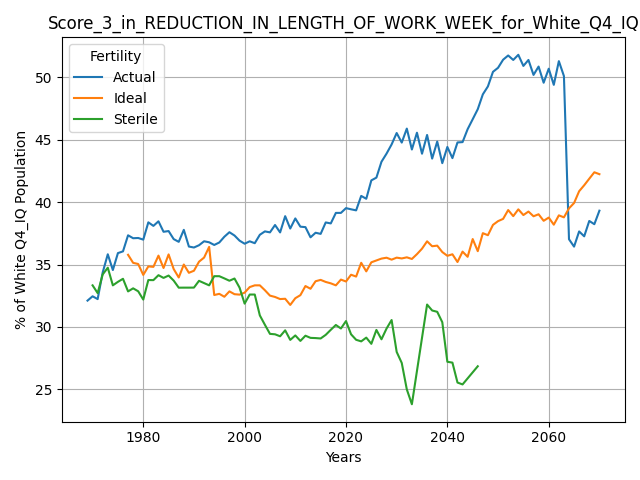 Score_3_in_REDUCTION_IN_LENGTH_OF_WORK_WEEK_for_White_Q4_IQ
Fertility
Actual
Ideal
Sterile
% of White Q4_IQ Population
50
45
40
35
30
25
1980
2000
2020
2040
2060
Years